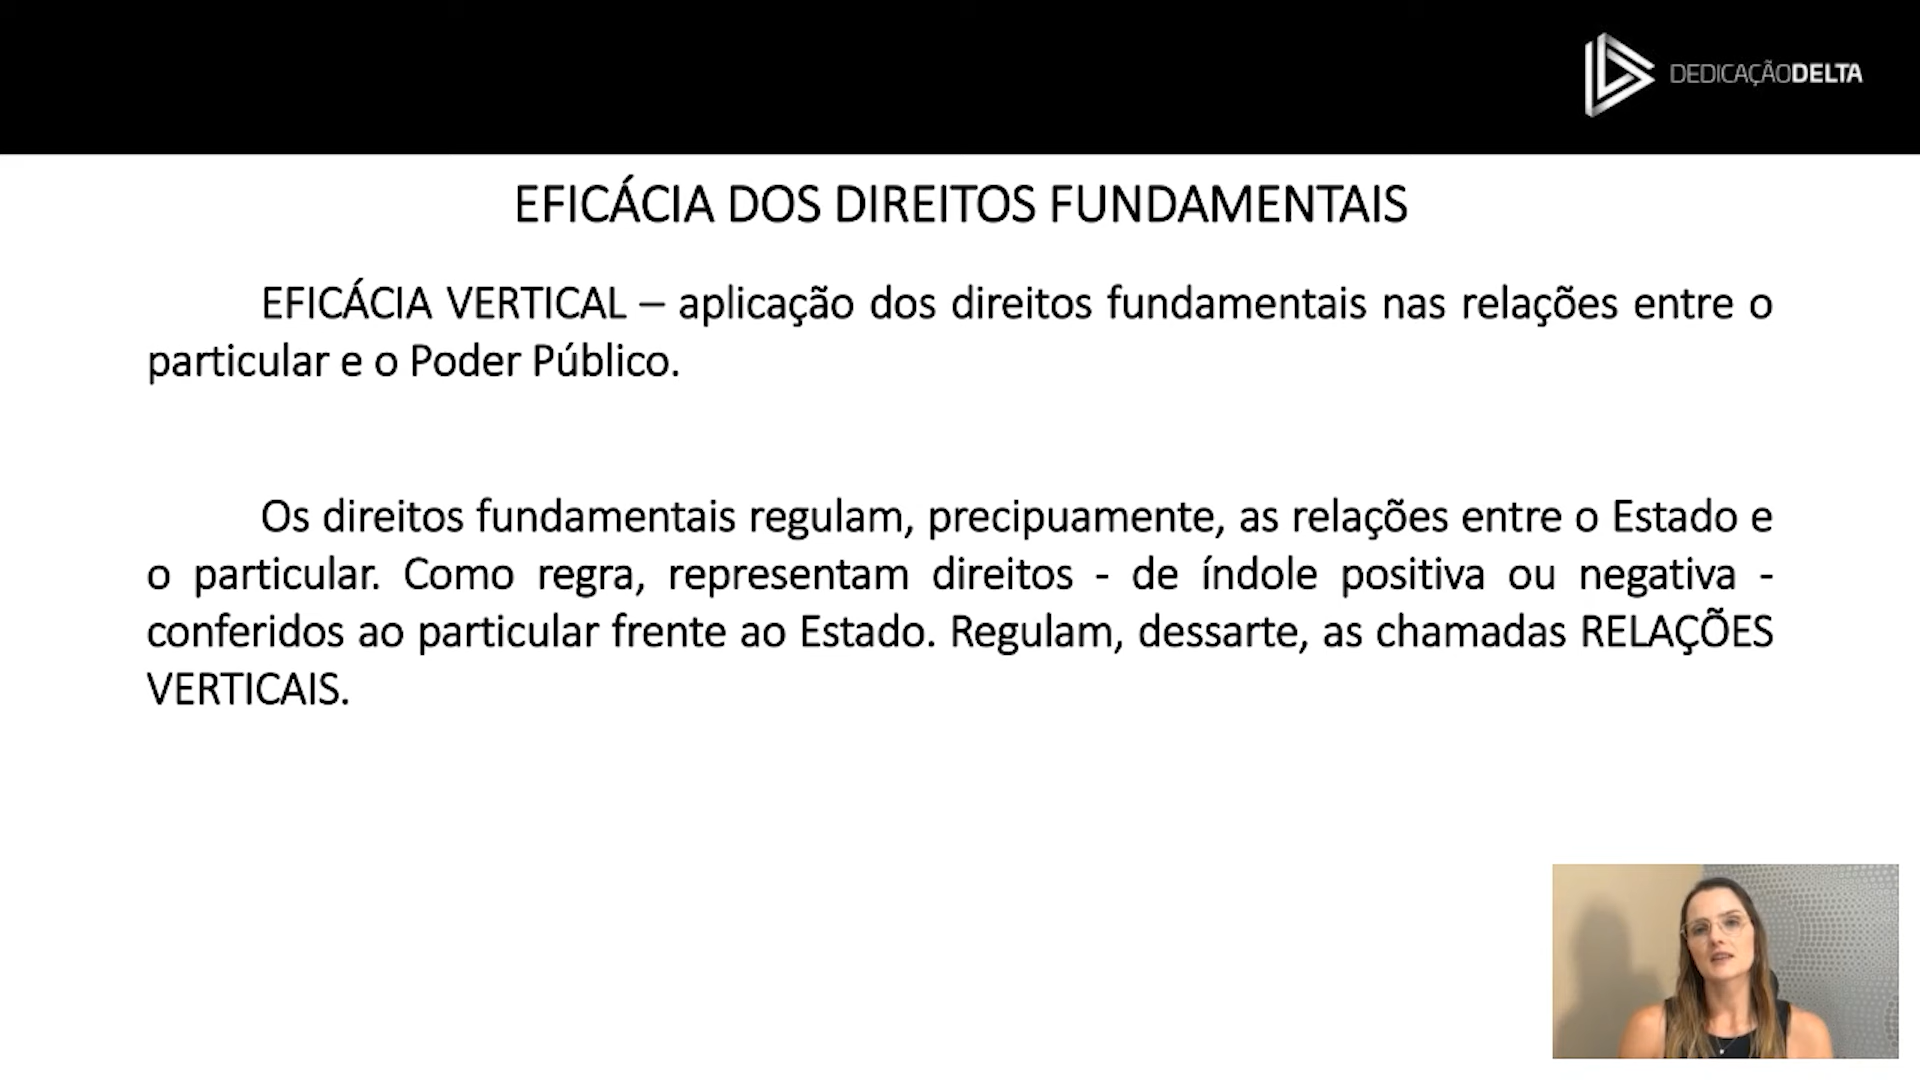 DEDICAÇÃODELTA
EFICÁCIA DOS DIREITOS FUNDAMENTAIS
EFICÁCIA VERTICAL – aplicação dos direitos fundamentais nas relações entre o
particular e o Poder Público.
Os direitos fundamentais regulam, precipuamente, as relações entre o Estado e
o particular. Como regra, representam direitos - de índole positiva ou negativa -
conferidos ao particular frente ao Estado. Regulam, dessarte, as chamadas RELAÇÕES
VERTICAIS.